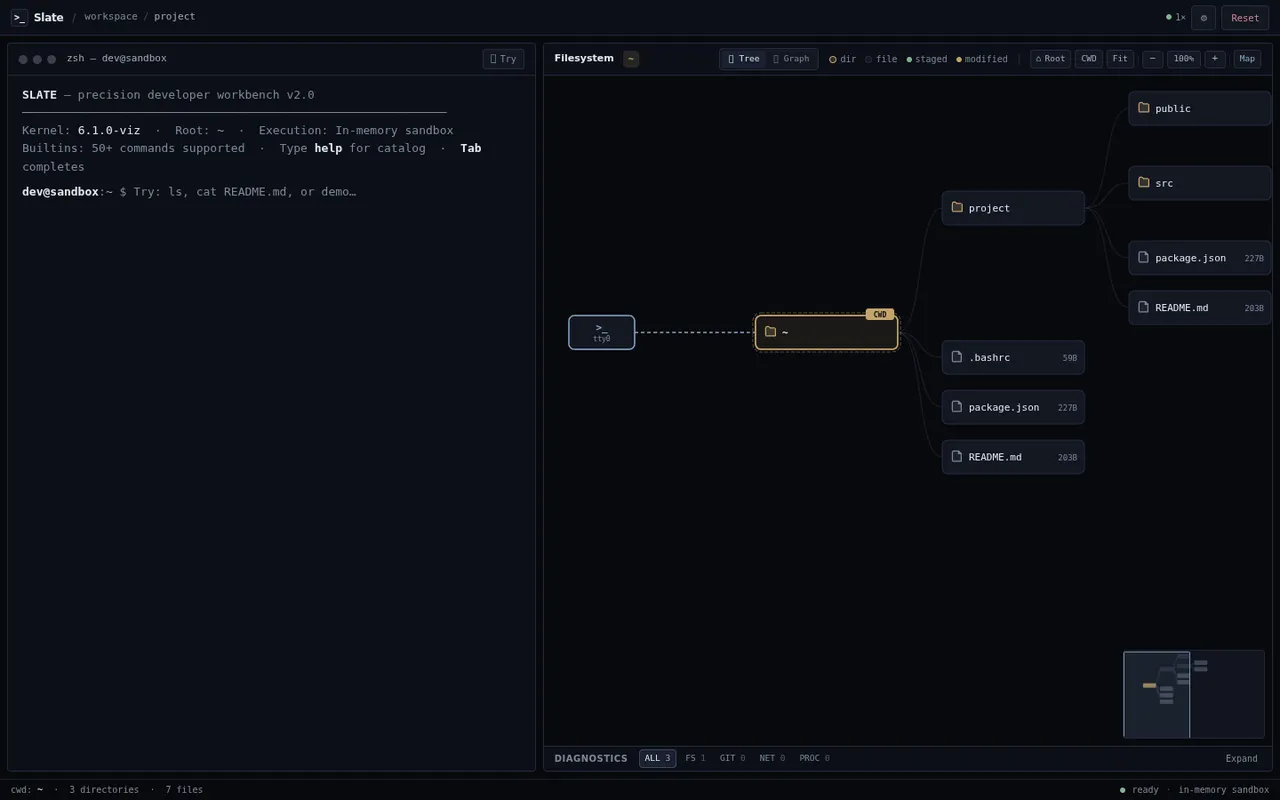 >_ Slate / workspace / project
1× Reset
zsh — dev@sandbox Try
SLATE — precision developer workbench v2.0
Kernel: 6.1.0-viz · Root: ~ · Execution: In-memory sandbox
Builtins: 50+ commands supported · Type help for catalog · Tab
completes
dev@sandbox:~ $ Try: ls, cat README.md, or demo…
Filesystem ~ Tree Graph dir file staged modified Root CWD Fit − 100% + Map
public
src
project
package.json 227B
README.md 203B
>_
tty0
CWD
~
.bashrc 59B
package.json 227B
README.md 203B
DIAGNOSTICS ALL 3 FS 1 GIT 0 NET 0 PROC 0 Expand
cwd: ~ · 3 directories · 7 files
ready · in-memory sandbox